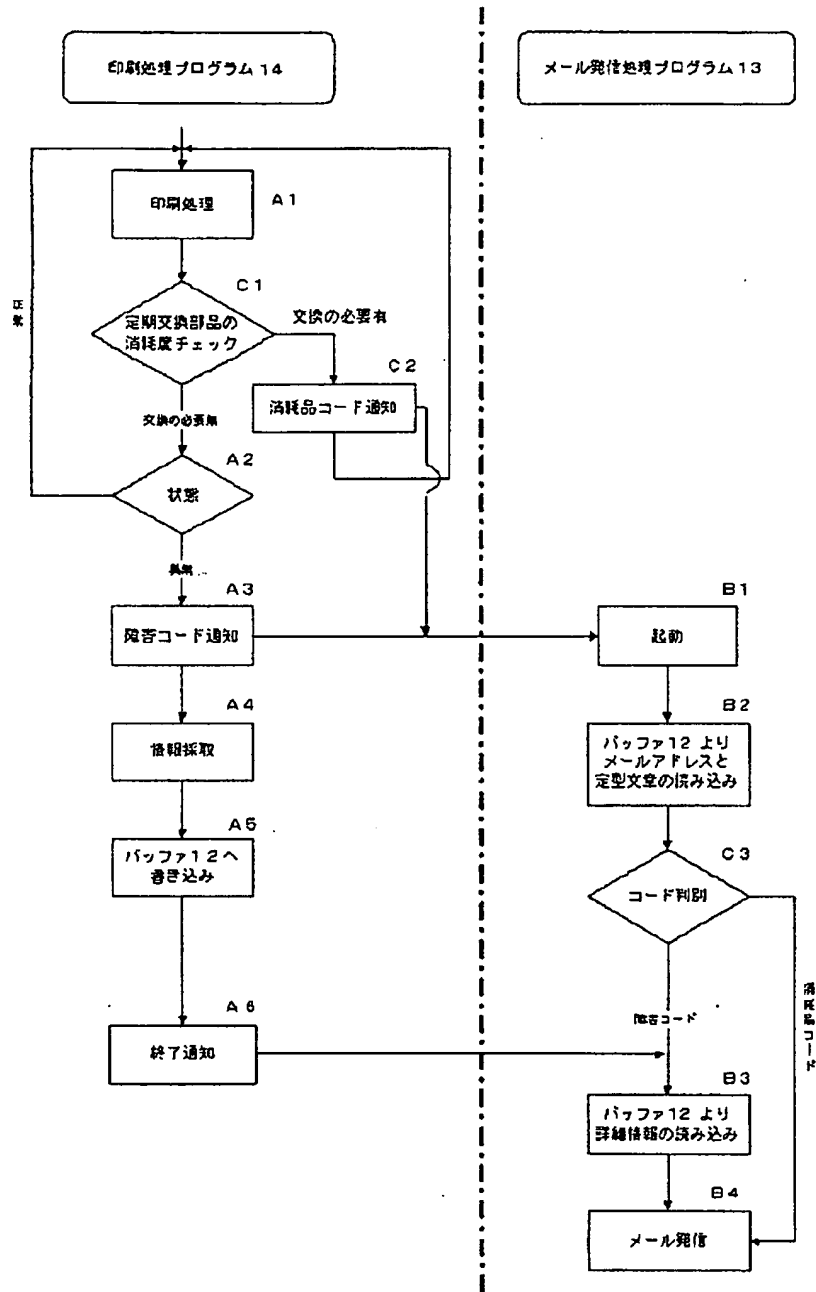 印刷処理プログラム14
メール発信処理プログラム13
印刷処理
A1
C1
定期交換部品の
消耗度チェック
交換の必要有
C2
消耗品コード通知
交換の必要無
正常
A2
状態
異常
A3
障害コード通知
B1
起動
A4
情報採取
B2
バッファ12より
メールアドレスと
定型文章の読み込み
A5
バッファ12へ
書き込み
C3
コード判別
障害コード
消耗品コード
A6
終了通知
B3
バッファ12より
詳細情報の読み込み
B4
メール発信